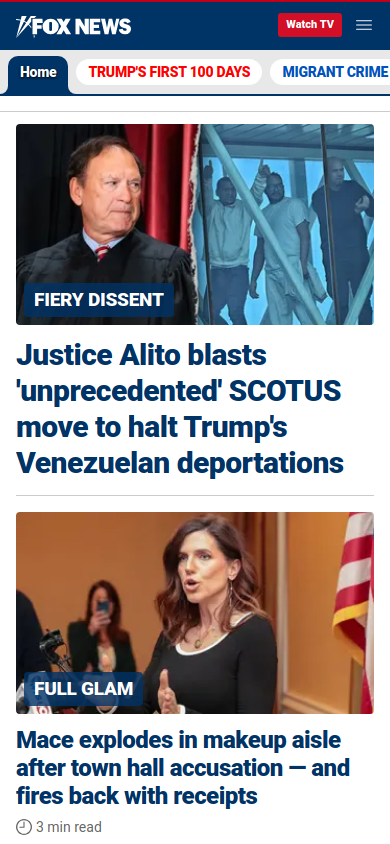 FOX NEWS
Watch TV
Home
TRUMP'S FIRST 100 DAYS
MIGRANT CRIME
FIERY DISSENT
Justice Alito blasts
'unprecedented' SCOTUS
move to halt Trump's
Venezuelan deportations
FULL GLAM
Mace explodes in makeup aisle
after town hall accusation — and
fires back with receipts
3 min read